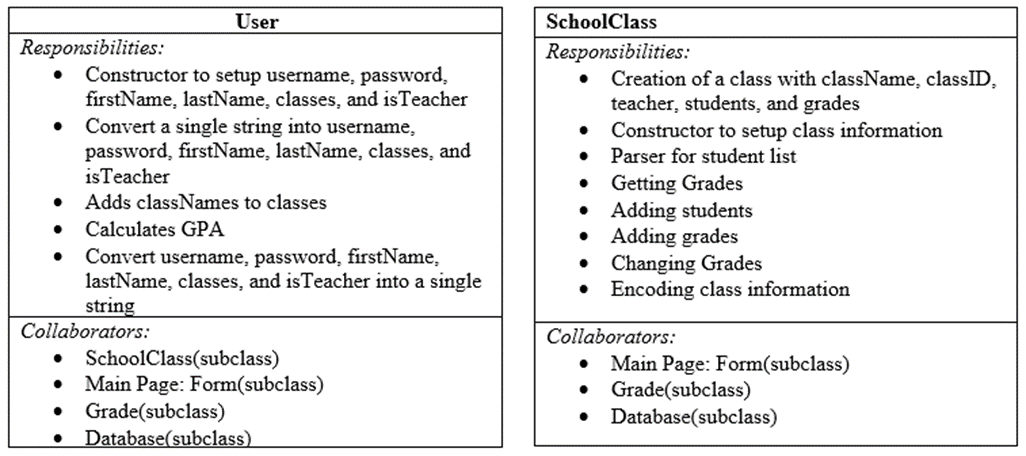 User
Responsibilities:
• Constructor to setup username, password,
firstName, lastName, classes, and isTeacher
• Convert a single string into username,
password, firstName, lastName, classes, and
isTeacher
• Adds classNames to classes
• Calculates GPA
• Convert username, password, firstName,
lastName, classes, and isTeacher into a single
string
Collaborators:
• SchoolClass(subclass)
• Main Page: Form(subclass)
• Grade(subclass)
• Database(subclass)
SchoolClass
Responsibilities:
• Creation of a class with className, classID,
teacher, students, and grades
• Constructor to setup class information
• Parser for student list
• Getting Grades
• Adding students
• Adding grades
• Changing Grades
• Encoding class information
Collaborators:
• Main Page: Form(subclass)
• Grade(subclass)
• Database(subclass)